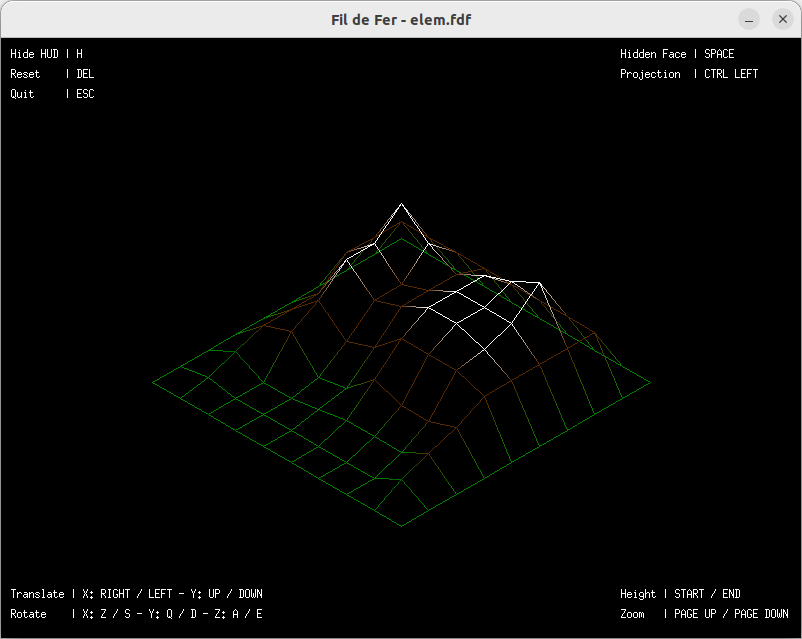 Fil de Fer - elem.fdf
Hide HUD | H
Reset | DEL
Quit | ESC
Hidden Face | SPACE
Projection | CTRL LEFT
Translate | X: RIGHT / LEFT - Y: UP / DOWN
Rotate | X: Z / S - Y: Q / D - Z: A / E
Height | START / END
Zoom | PAGE UP / PAGE DOWN